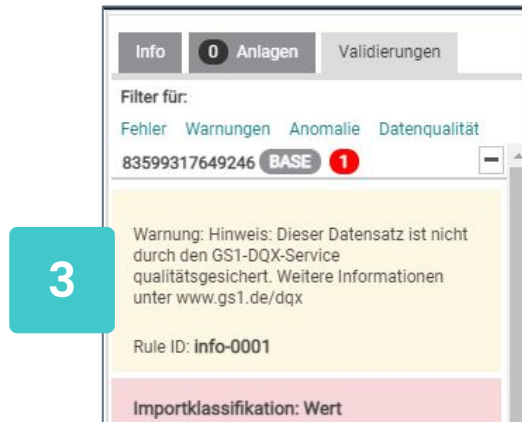 Info 0 Anlagen Validierungen
Filter für:
Fehler Warnungen Anomalie Datenqualität
83599317649246 BASE 1
Warnung: Hinweis: Dieser Datensatz ist nicht
durch den GS1-DQX-Service
qualitätsgesichert. Weitere Informationen
unter www.gs1.de/dqx
3
Rule ID: info-0001
Importklassifikation: Wert